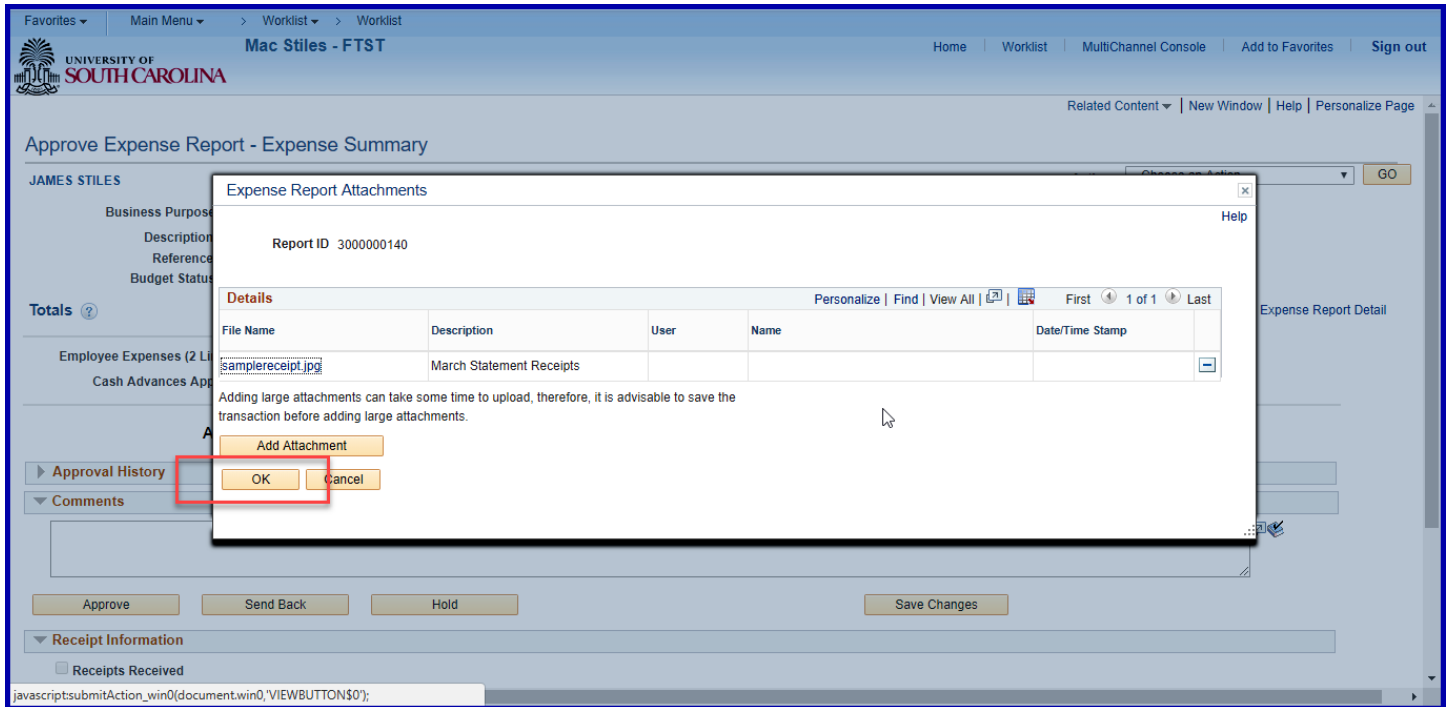 Favorites Main Menu > Worklist > Worklist
Mac Stiles - FTST
Home Worklist MultiChannel Console Add to Favorites Sign out
UNIVERSITY OF
SOUTH CAROLINA
Related Content | New Window | Help | Personalize Page
Approve Expense Report - Expense Summary
JAMES STILES
Choose an Action GO
Expense Report Attachments
Help
Business Purpose
Description
Report ID 3000000140
Reference
Budget Status
Details Personalize | Find | View All | | First 1 of 1 Last
Totals ? Expense Report Detail
File Name Description User Name Date/Time Stamp
Employee Expenses (2 Li
samplereceipt.jpg March Statement Receipts
Cash Advances App
Adding large attachments can take some time to upload, therefore, it is advisable to save the
transaction before adding large attachments.
A
Add Attachment
Approval History
OK Cancel
Comments
Approve Send Back Hold Save Changes
Receipt Information
Receipts Received
javascript:submitAction_win0(document.win0,'VIEWBUTTON$0');